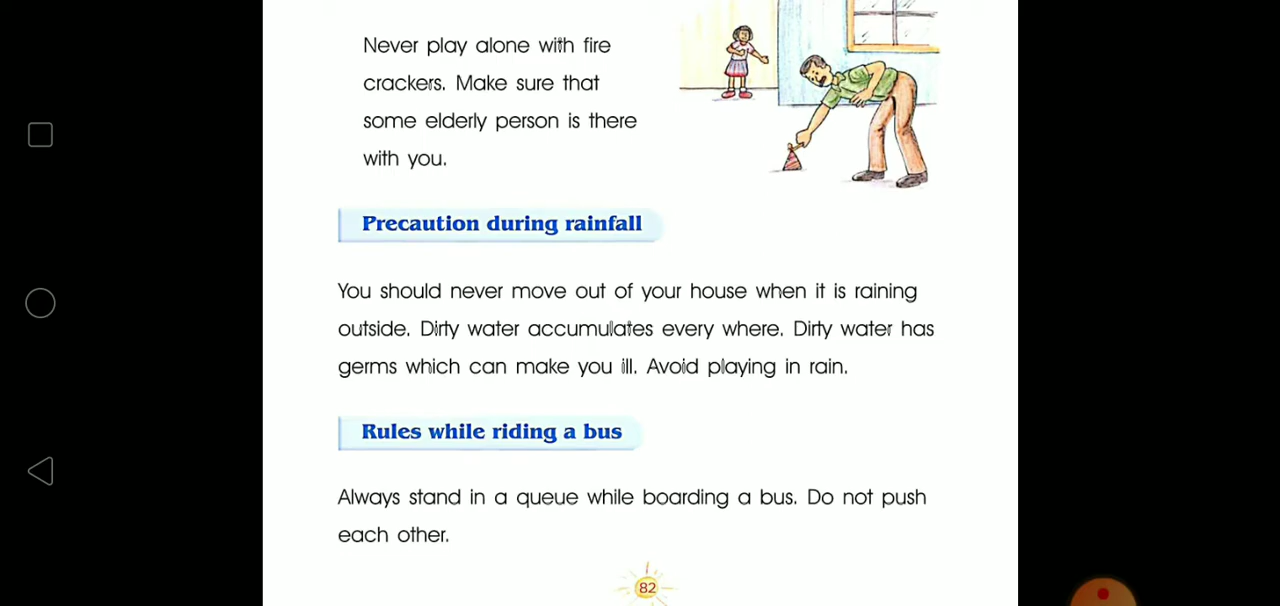 Never play alone with fire
crackers. Make sure that
some elderly person is there
with you.
Precaution during rainfall
You should never move out of your house when it is raining
outside. Dirty water accumulates every where. Dirty water has
germs which can make you ill. Avoid playing in rain.
Rules while riding a bus
Always stand in a queue while boarding a bus. Do not push
each other.
82